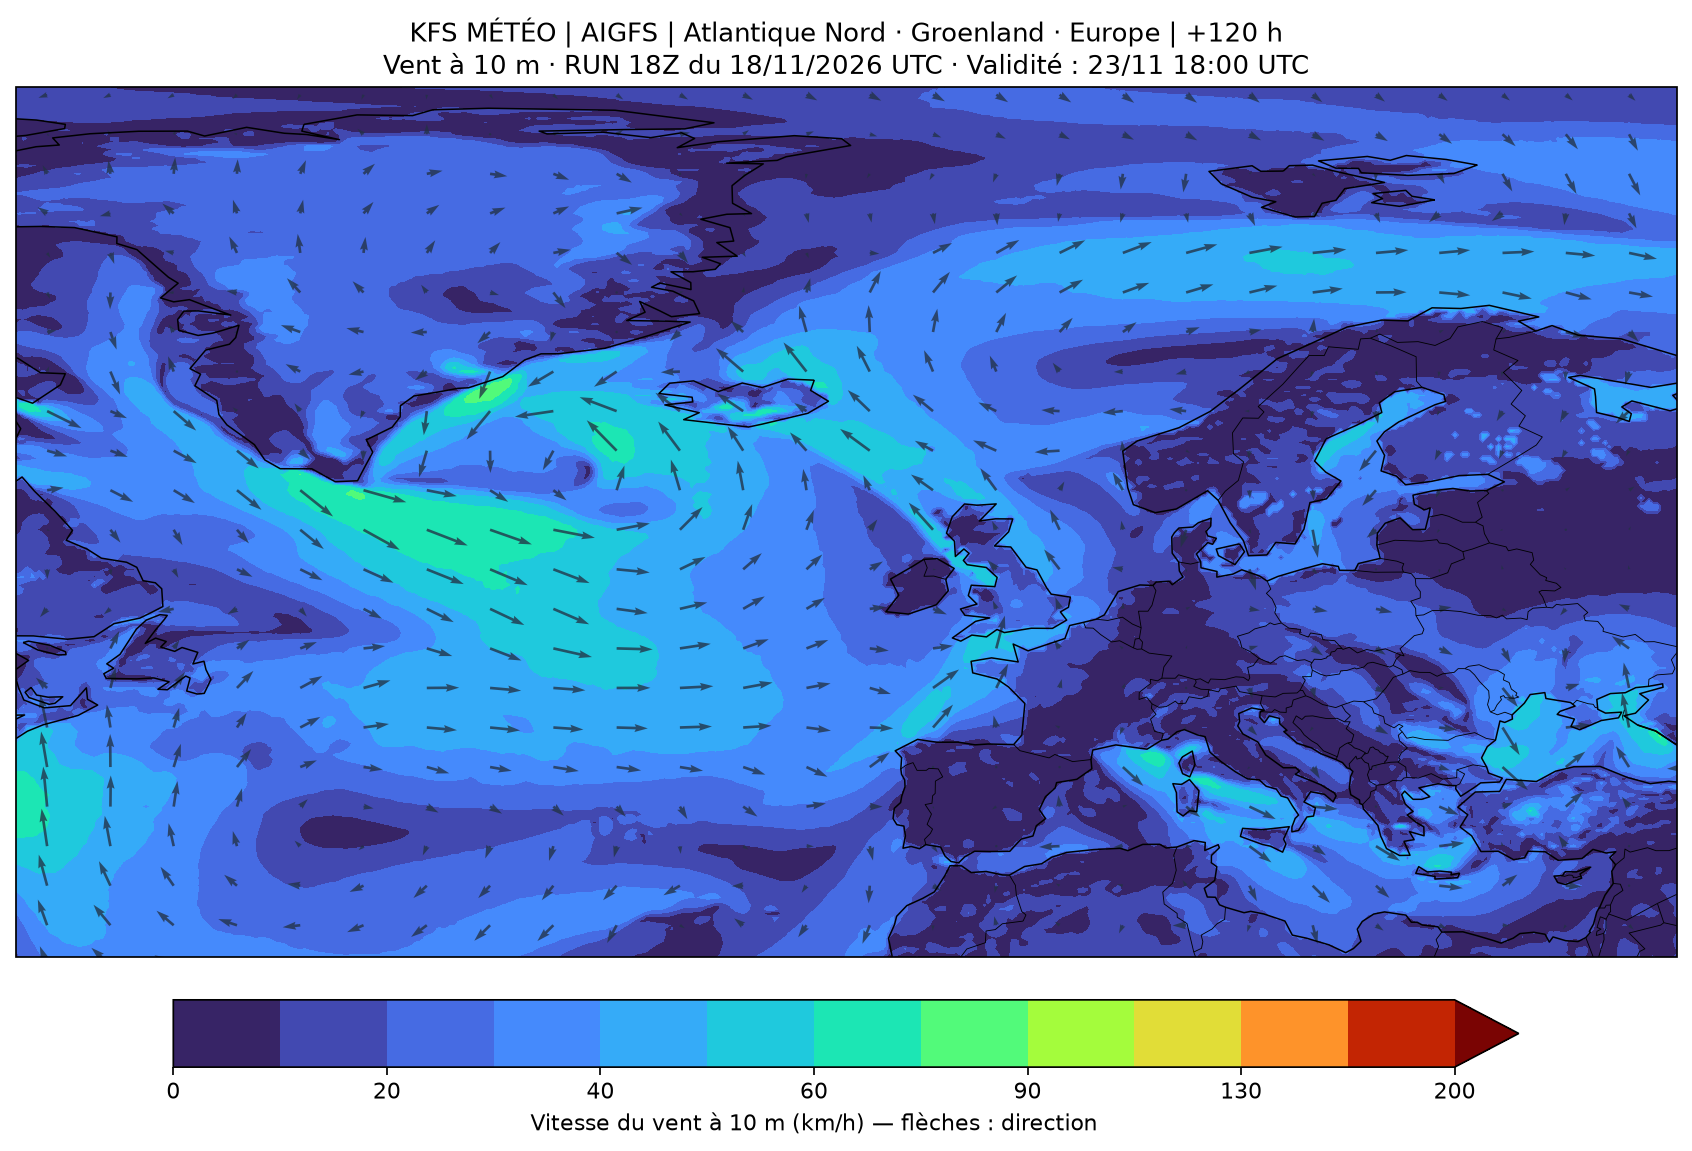 KFS MÉTÉO | AIGFS | Atlantique Nord · Groenland · Europe | +120 h
Vent à 10 m · RUN 18Z du 18/11/2026 UTC · Validité : 23/11 18:00 UTC
0 20 40 60 90 130 200
Vitesse du vent à 10 m (km/h) — flèches : direction